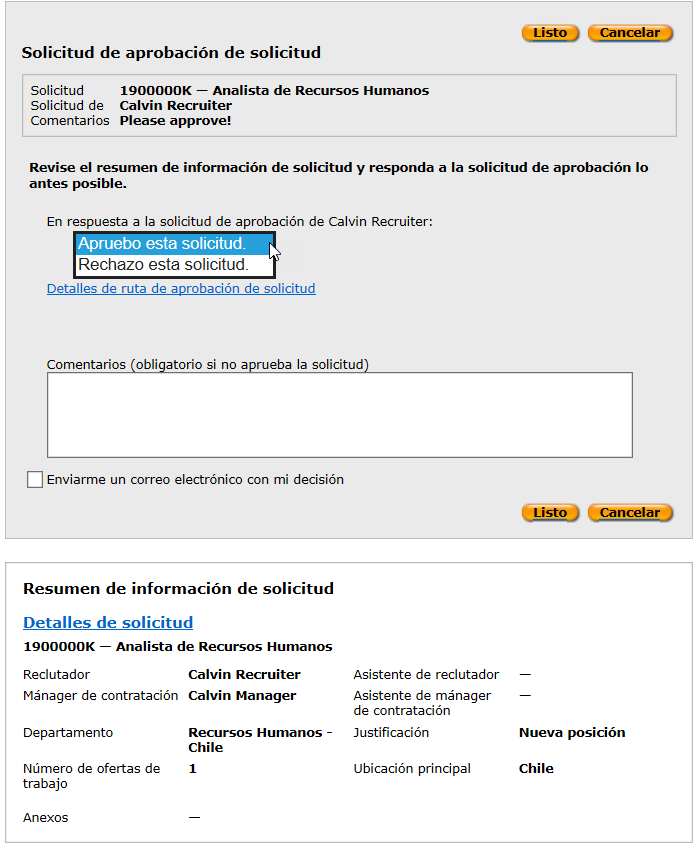 Listo Cancelar
Solicitud de aprobación de solicitud
Solicitud 1900000K — Analista de Recursos Humanos
Solicitud de Calvin Recruiter
Comentarios Please approve!
Revise el resumen de información de solicitud y responda a la solicitud de aprobación lo
antes posible.
En respuesta a la solicitud de aprobación de Calvin Recruiter:
Apruebo esta solicitud.
Rechazo esta solicitud.
Detalles de ruta de aprobación de solicitud
Comentarios (obligatorio si no aprueba la solicitud)
Enviarme un correo electrónico con mi decisión
Listo Cancelar
Resumen de información de solicitud
Detalles de solicitud
1900000K — Analista de Recursos Humanos
Reclutador Calvin Recruiter Asistente de reclutador —
Mánager de contratación Calvin Manager Asistente de mánager —
de contratación
Departamento Recursos Humanos - Justificación Nueva posición
Chile
Número de ofertas de 1 Ubicación principal Chile
trabajo
Anexos —